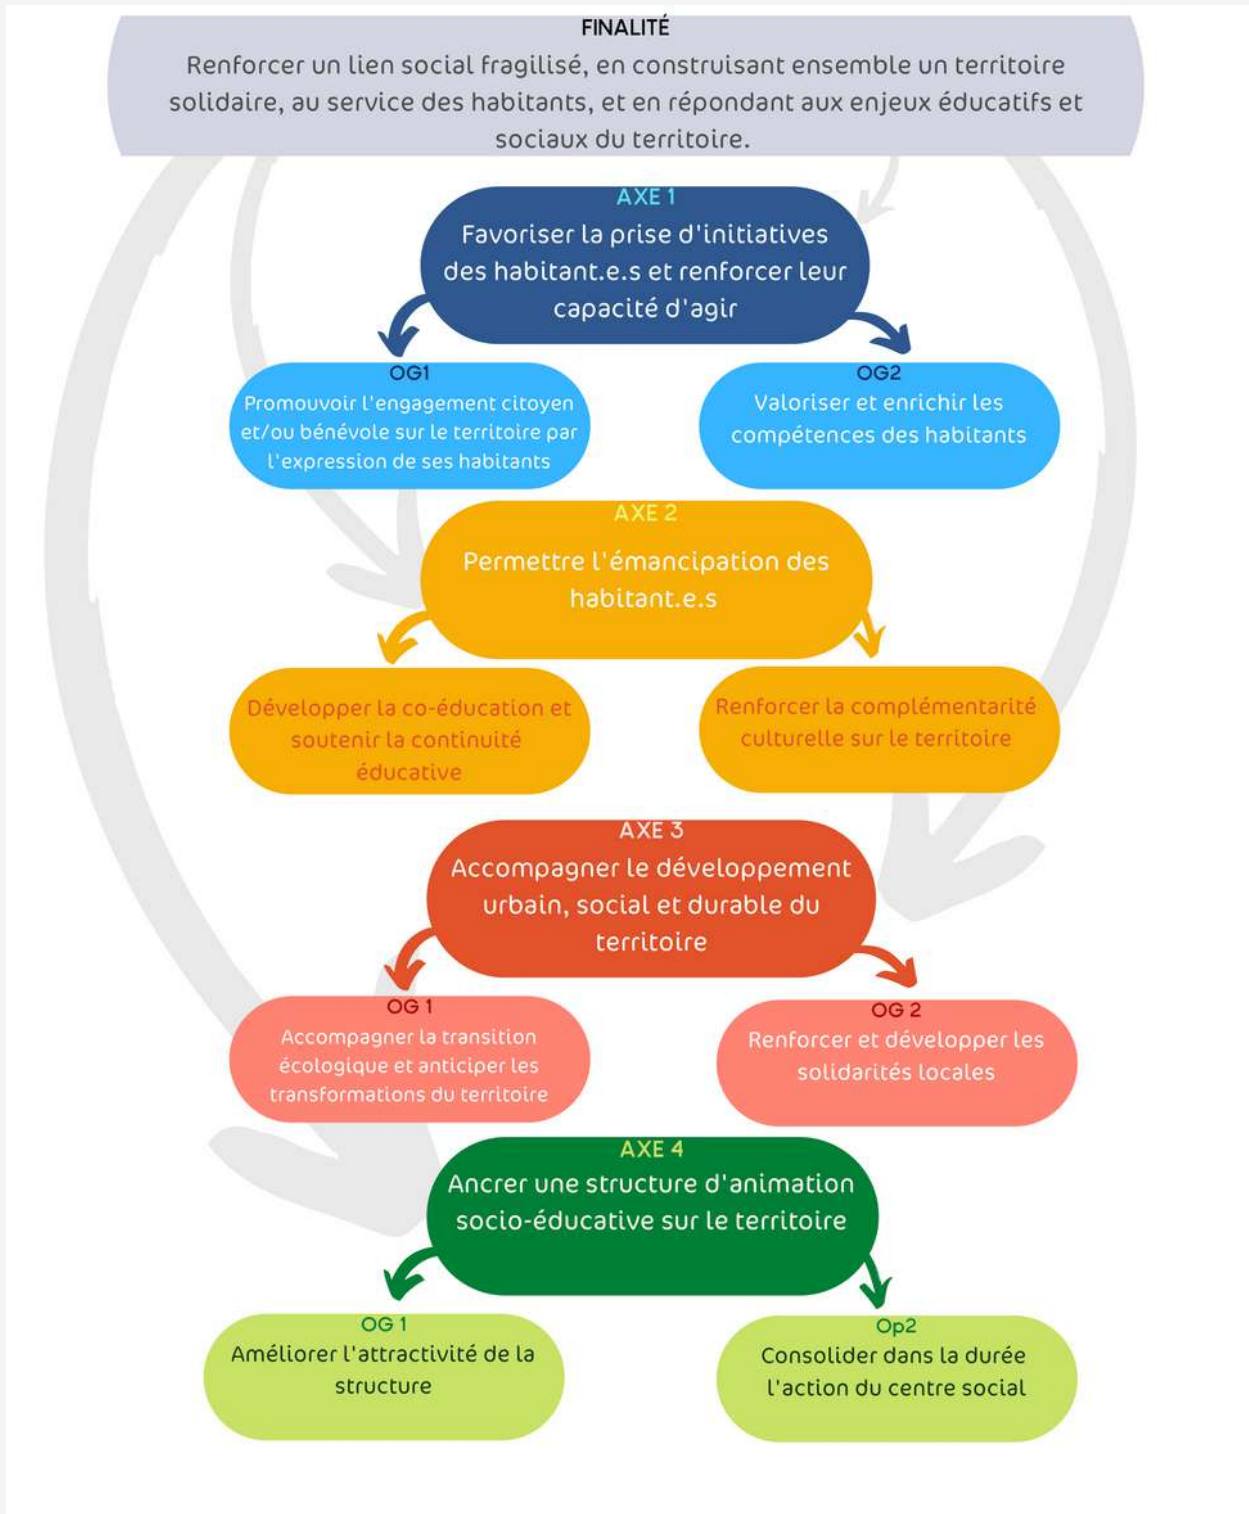 FINALITÉ
Renforcer un lien social fragilisé, en construisant ensemble un territoire
solidaire, au service des habitants, et en répondant aux enjeux éducatifs et
sociaux du territoire.
AXE 1
Favoriser la prise d'initiatives
des habitant.e.s et renforcer leur
capacité d'agir
OG1
Promouvoir l'engagement citoyen
et/ou bénévole sur le territoire par
l'expression de ses habitants
OG2
Valoriser et enrichir les
compétences des habitants
AXE 2
Permettre l'émancipation des
habitant.e.s
Développer la co-éducation et
soutenir la continuité
éducative
Renforcer la complémentarité
culturelle sur le territoire
AXE 3
Accompagner le développement
urbain, social et durable du
territoire
OG 1
Accompagner la transition
écologique et anticiper les
transformations du territoire
OG 2
Renforcer et développer les
solidarités locales
AXE 4
Ancrer une structure d'animation
socio-éducative sur le territoire
OG 1
Améliorer l'attractivité de la
structure
Op2
Consolider dans la durée
l'action du centre social